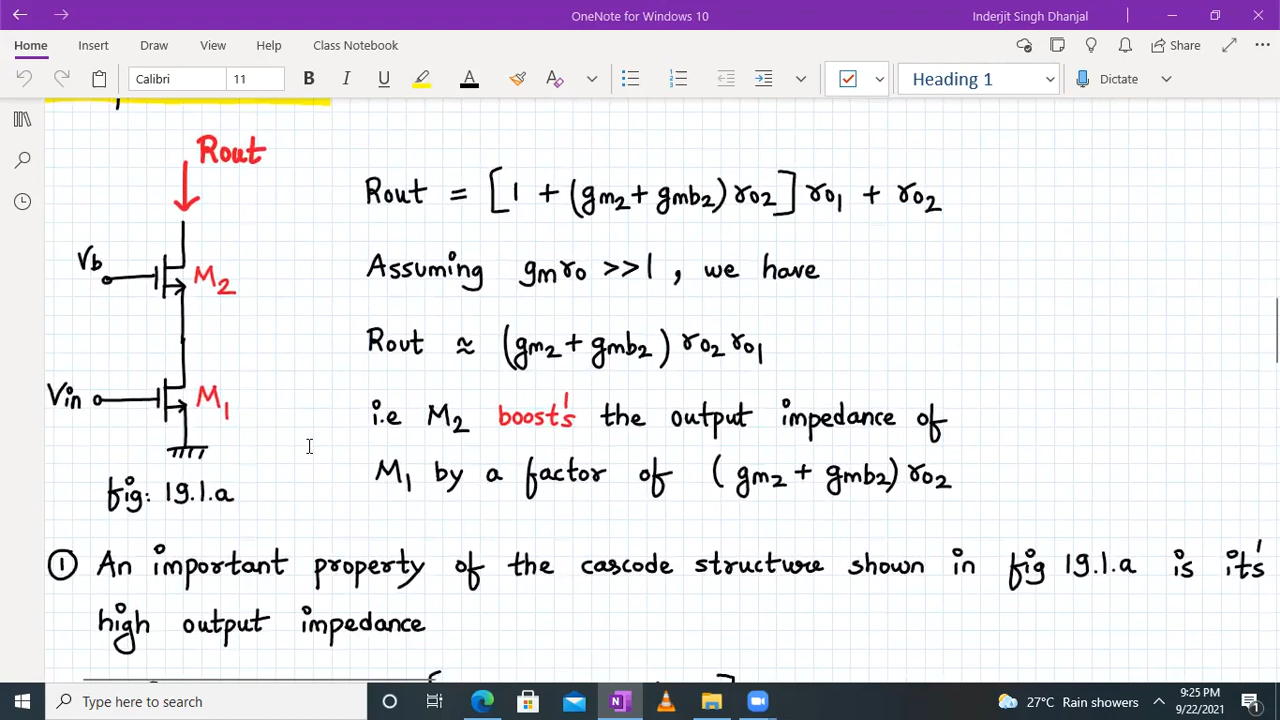 OneNote for Windows 10
Inderjit Singh Dhanjal
Home Insert Draw View Help Class Notebook
Share
Calibri 11 B I U A Heading 1 Dictate
Rout
Rout = [1 + (gm2 + gmb2) ro2] ro1 + ro2
Vb
M2
Assuming gmro >>1 , we have
Rout ≈ (gm2 + gmb2) ro2 ro1
Vin
M1
i.e M2 boost's the output impedance of
M1 by a factor of (gm2 + gmb2) ro2
fig: 19.1.a
① An important property of the cascode structure shown in fig 19.1.a is it's
high output impedance
Type here to search
27°C Rain showers
9:25 PM
9/22/2021
1